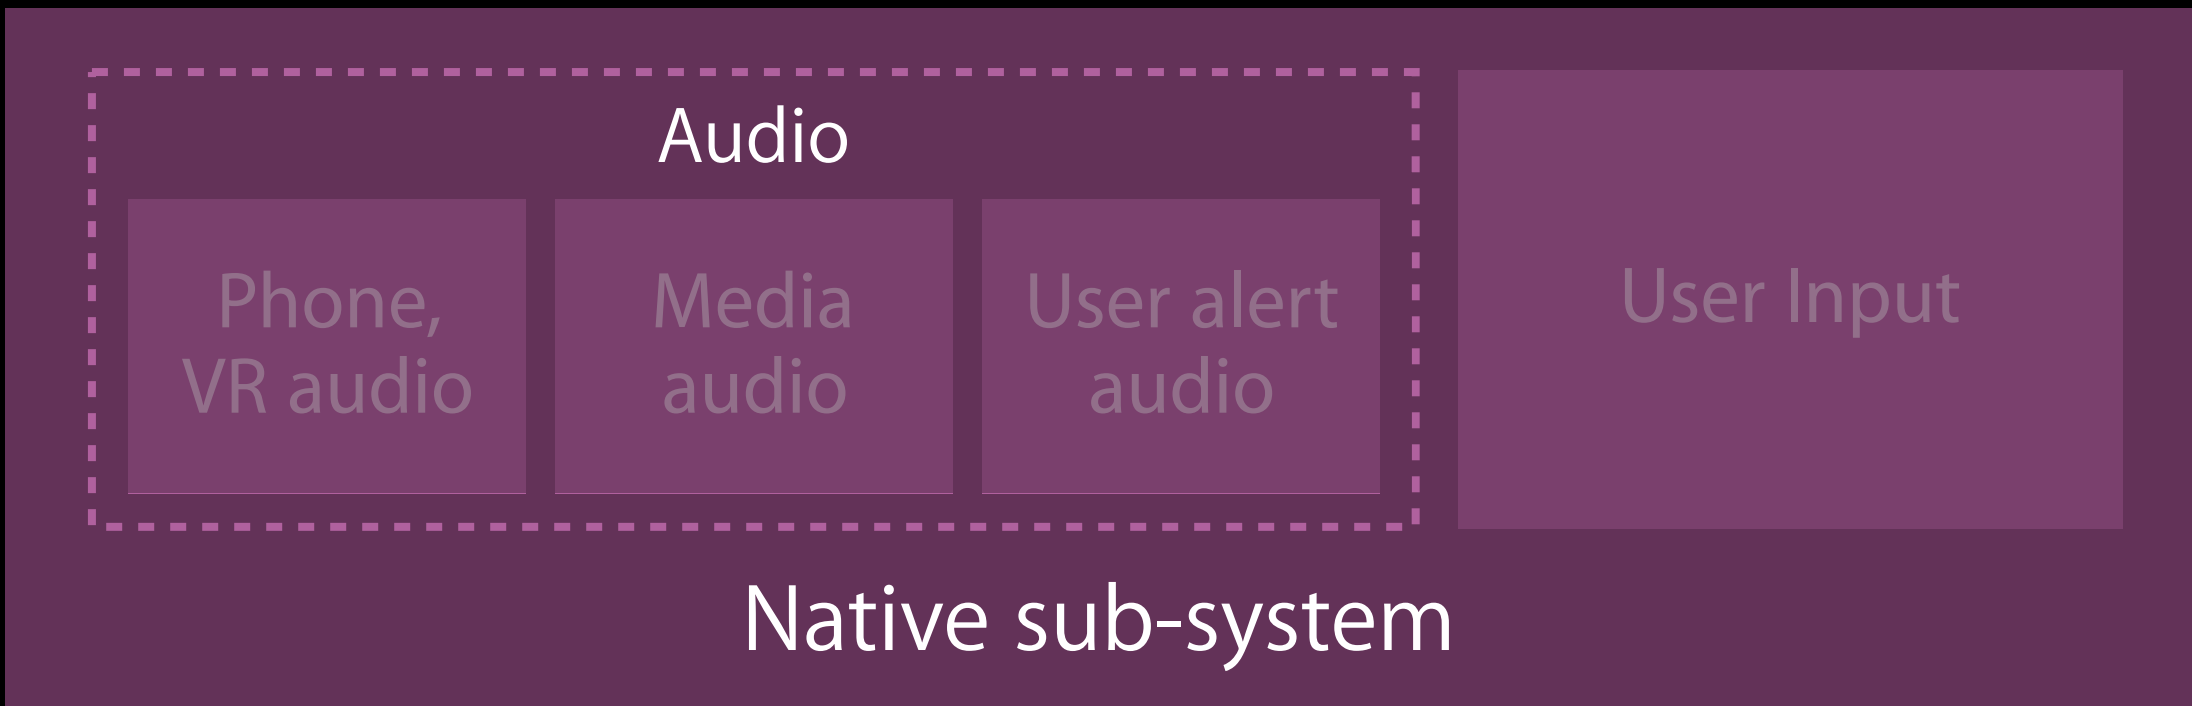 Audio
Phone,
VR audio
Media
audio
User alert
audio
User Input
Native sub-system